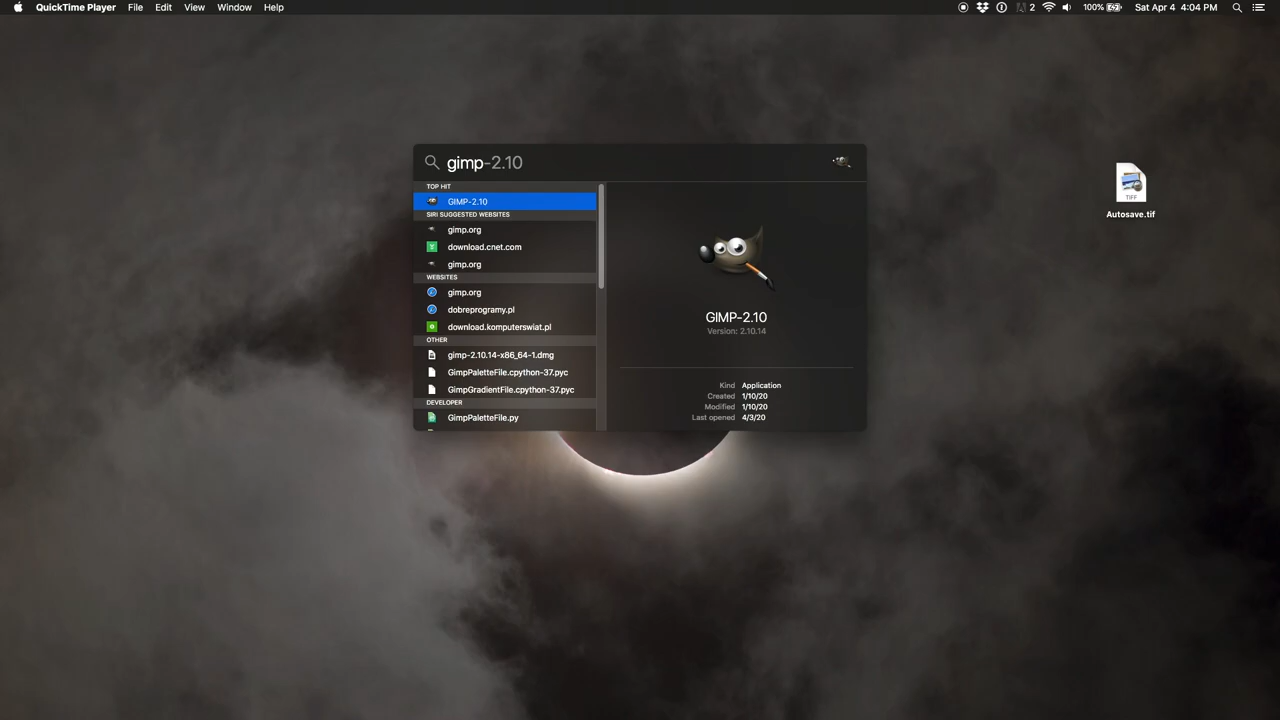 QuickTime Player File Edit View Window Help 2 100% Sat Apr 4 4:04 PM
gimp-2.10
TOP HIT
GIMP-2.10
SIRI SUGGESTED WEBSITES
gimp.org
download.cnet.com
gimp.org
WEBSITES
gimp.org
dobreprogramy.pl
download.komputerswiat.pl
OTHER
gimp-2.10.14-x86_64-1.dmg
GimpPaletteFile.cpython-37.pyc
GimpGradientFile.cpython-37.pyc
DEVELOPER
GimpPaletteFile.py
GIMP-2.10
Version: 2.10.14
Kind Application
Created 1/10/20
Modified 1/10/20
Last opened 4/3/20
TIFF
Autosave.tif